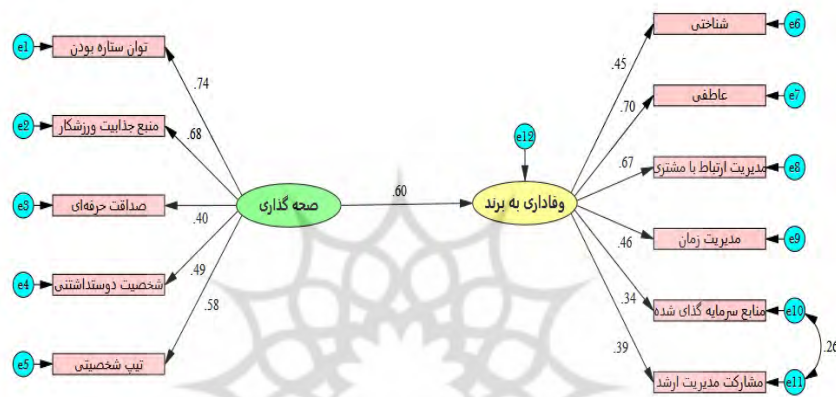 e1
توان ستاره بودن
.74
e2
منبع جذابیت ورزشکار
.68
e3
صداقت حرفه‌ای
.40
e4
شخصیت دوستداشتنی
.49
e5
تیپ شخصیتی
.58
صحه گذاری
.60
وفاداری به برند
e12
شناختی
.45
e6
عاطفی
.70
e7
مدیریت ارتباط با مشتری
.67
e8
مدیریت زمان
.46
e9
منابع سرمایه گذای شده
.34
e10
مشارکت مدیریت ارشد
.39
e11
.26